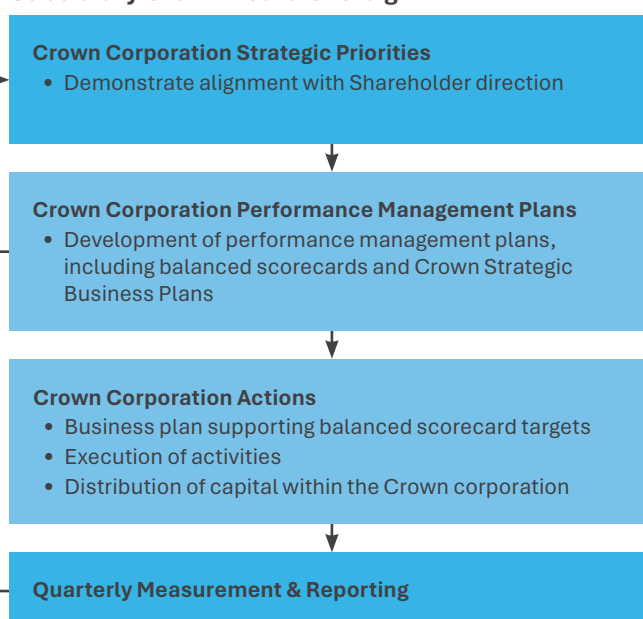 Crown Corporation Strategic Priorities
• Demonstrate alignment with Shareholder direction
Crown Corporation Performance Management Plans
• Development of performance management plans,
including balanced scorecards and Crown Strategic
Business Plans
Crown Corporation Actions
• Business plan supporting balanced scorecard targets
• Execution of activities
• Distribution of capital within the Crown corporation
Quarterly Measurement & Reporting